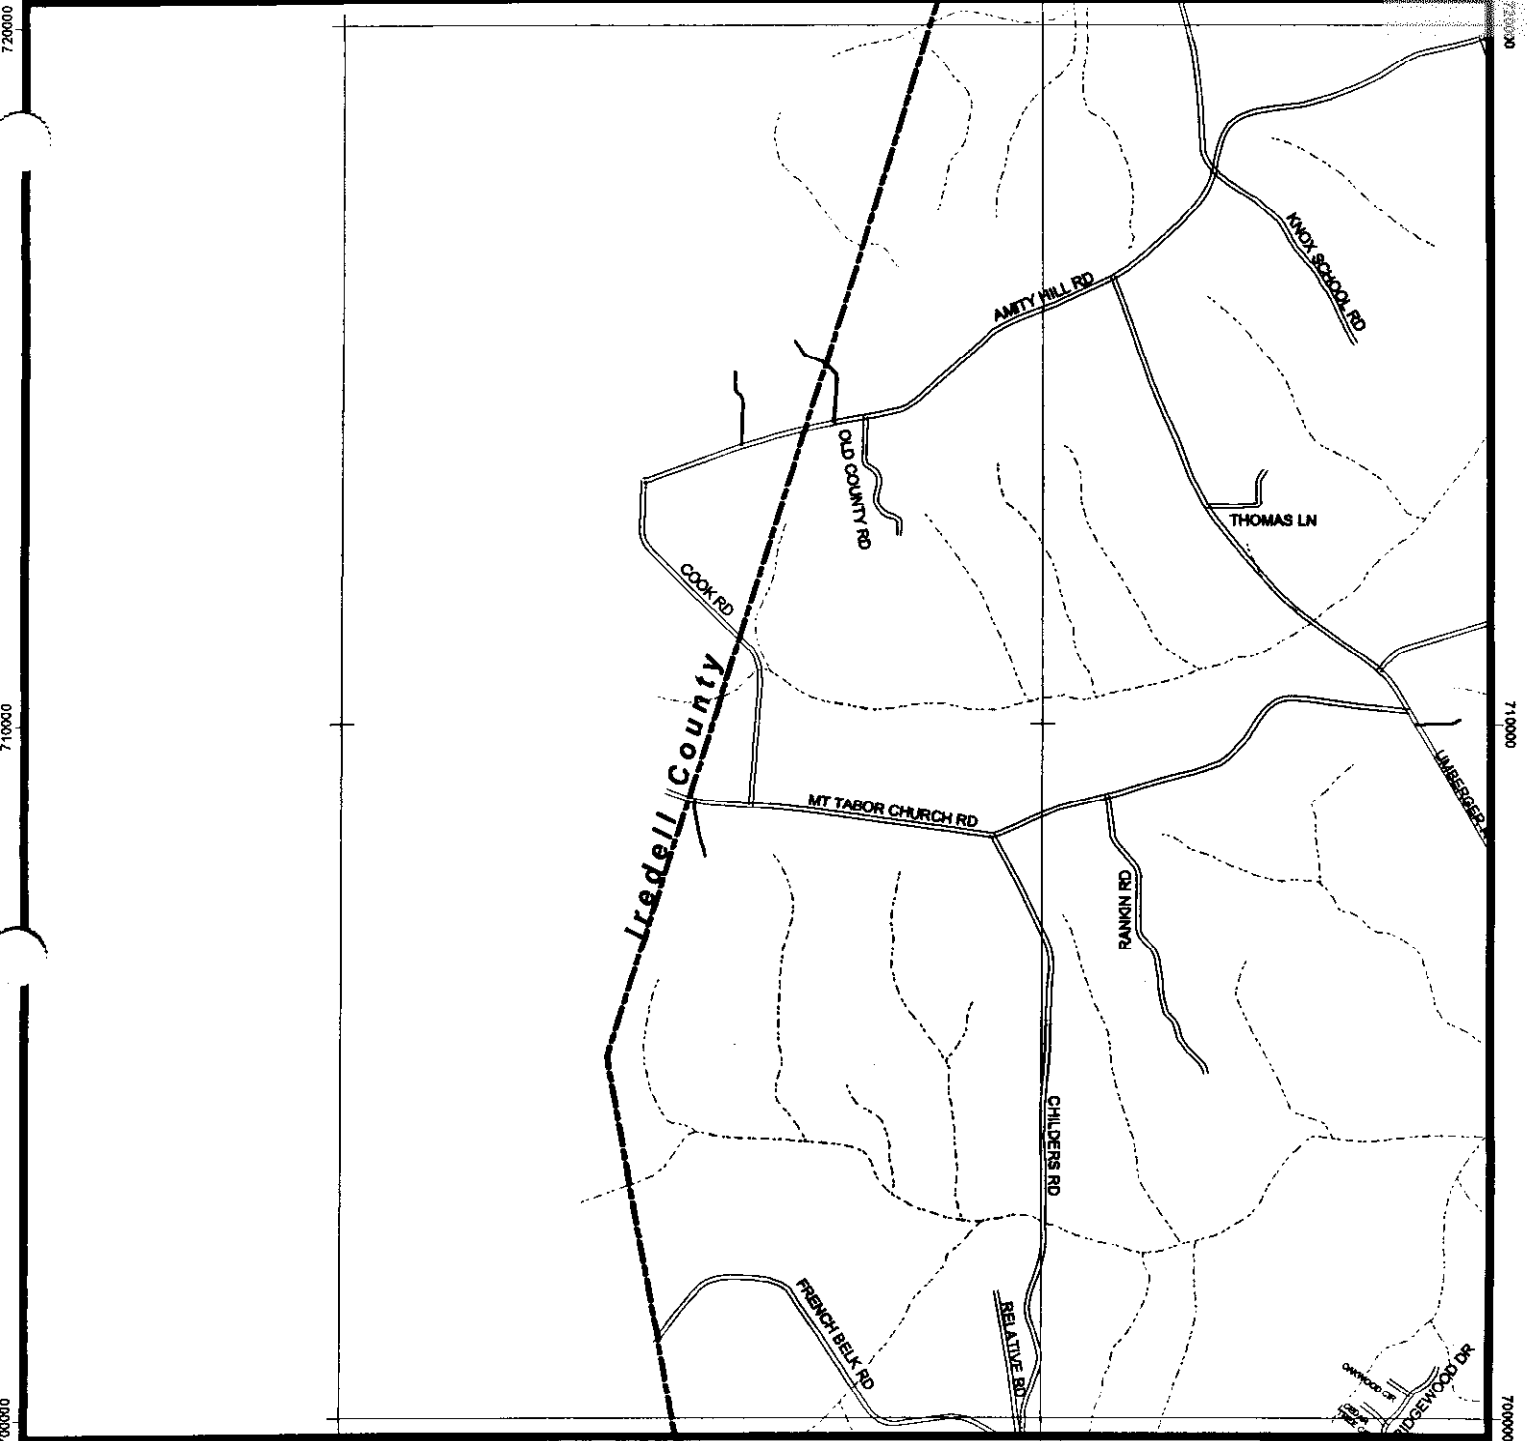 720000
KNOX SCHOOL RD
AMITY HILL RD
OLD COUNTY RD
THOMAS LN
COOK RD
Iredell County
710000
710000
UMBERGER
MT TABOR CHURCH RD
RANKIN RD
CHILDERS RD
FRENCH BELK RD
RELATIVE RD
OAKWOOD CIR
RIDGEWOOD DR
700000